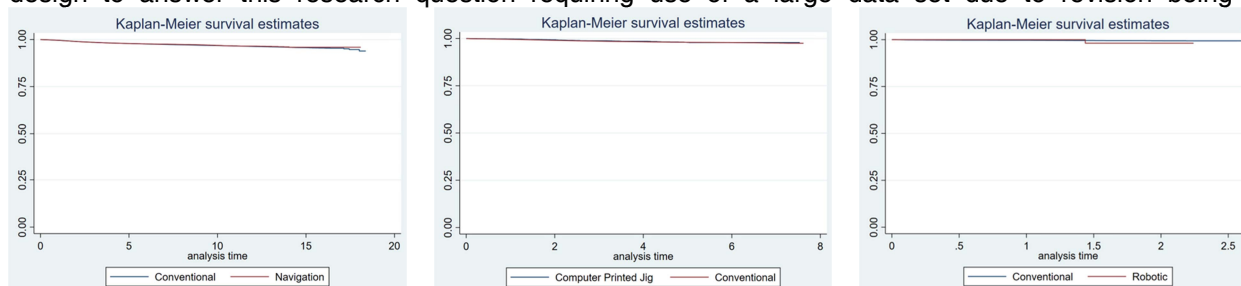 design to answer this research question requiring use of a large data set due to revision being
Kaplan-Meier survival estimates
1.00
0.75
0.50
0.25
0.00
0 5 10 15 20
analysis time
Conventional Navigation
Kaplan-Meier survival estimates
1.00
0.75
0.50
0.25
0.00
0 2 4 6 8
analysis time
Computer Printed Jig Conventional
Kaplan-Meier survival estimates
1.00
0.75
0.50
0.25
0.00
0 .5 1 1.5 2 2.5
analysis time
Conventional Robotic